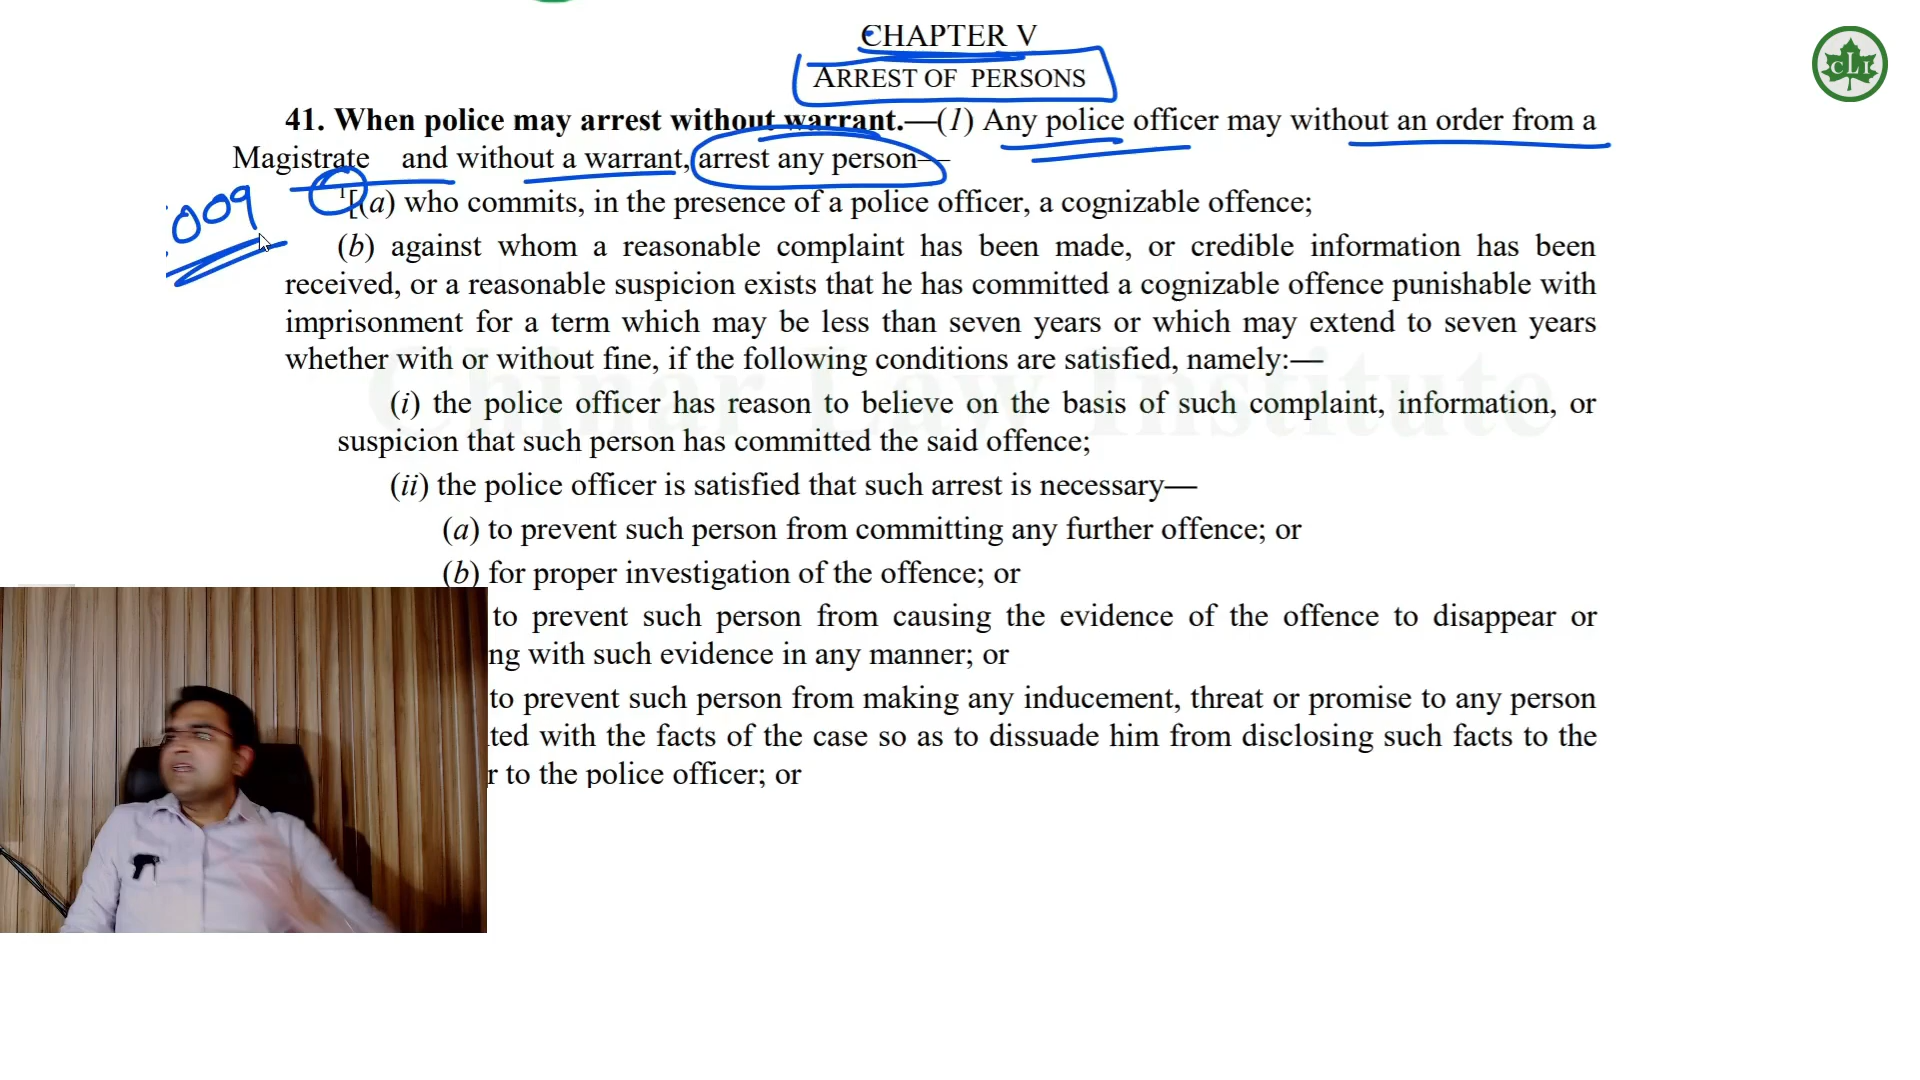 CHAPTER V
ARREST OF PERSONS
cLI
41. When police may arrest without warrant.—(1) Any police officer may without an order from a
Magistrate and without a warrant, arrest any person—
1[(a) who commits, in the presence of a police officer, a cognizable offence;
009
(b) against whom a reasonable complaint has been made, or credible information has been
received, or a reasonable suspicion exists that he has committed a cognizable offence punishable with
imprisonment for a term which may be less than seven years or which may extend to seven years
whether with or without fine, if the following conditions are satisfied, namely:—
Chinar Law Institute
(i) the police officer has reason to believe on the basis of such complaint, information, or
suspicion that such person has committed the said offence;
(ii) the police officer is satisfied that such arrest is necessary—
(a) to prevent such person from committing any further offence; or
(b) for proper investigation of the offence; or
to prevent such person from causing the evidence of the offence to disappear or
ng with such evidence in any manner; or
to prevent such person from making any inducement, threat or promise to any person
ted with the facts of the case so as to dissuade him from disclosing such facts to the
r to the police officer; or